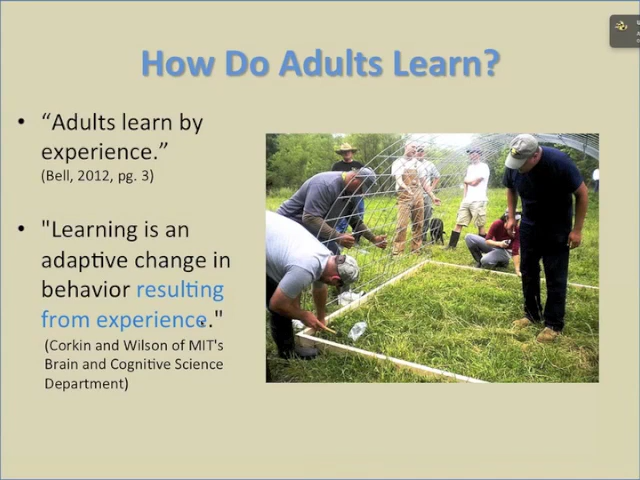 How Do Adults Learn?
• “Adults learn by
experience.”
(Bell, 2012, pg. 3)
• "Learning is an
adaptive change in
behavior resulting
from experience."
(Corkin and Wilson of MIT's
Brain and Cognitive Science
Department)